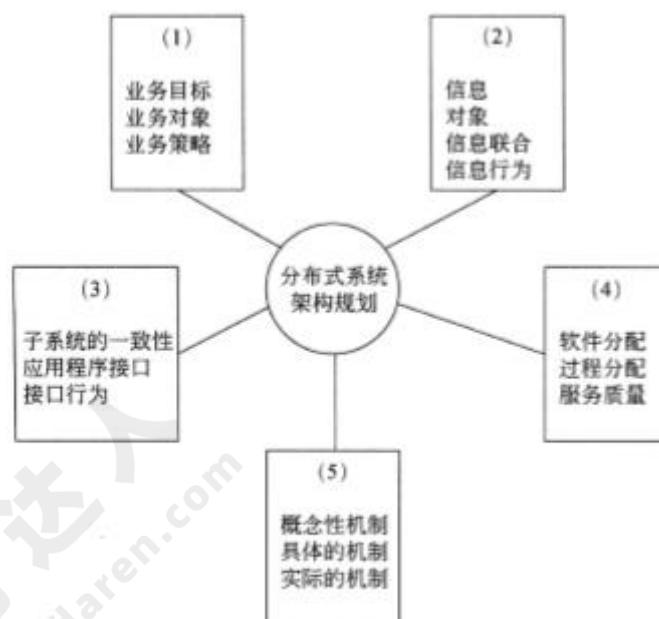 (1)
业务目标
业务对象
业务策略
(2)
信息
对象
信息联合
信息行为
分布式系统
架构规划
(3)
子系统的一致性
应用程序接口
接口行为
(4)
软件分配
过程分配
服务质量
(5)
概念性机制
具体的机制
实际的机制
达人
laren.com